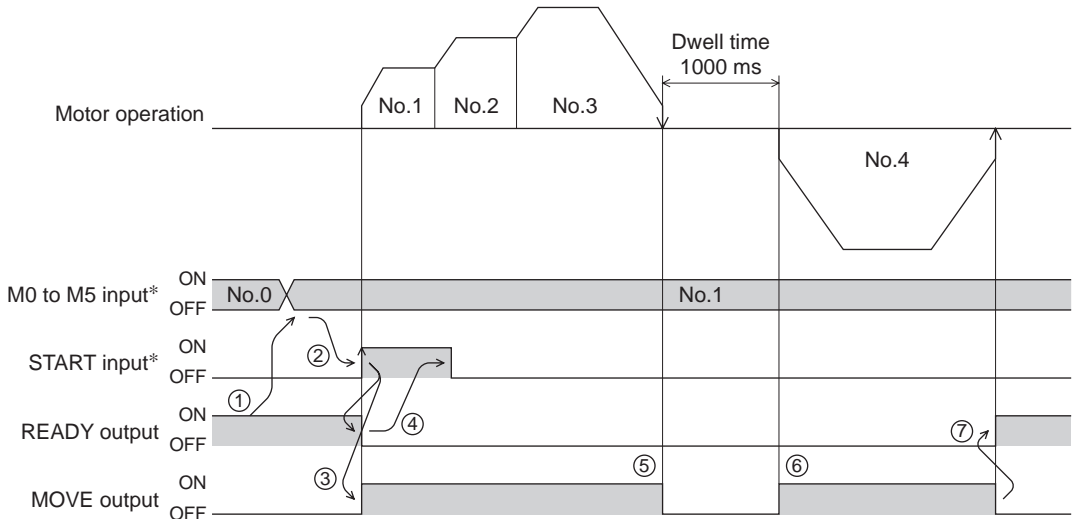 Dwell time
1000 ms
No.1 No.2 No.3
Motor operation
No.4
M0 to M5 input* ON OFF No.0 No.1
START input* ON OFF ②
① ④
READY output ON OFF ⑦
③ ⑤ ⑥
MOVE output ON OFF